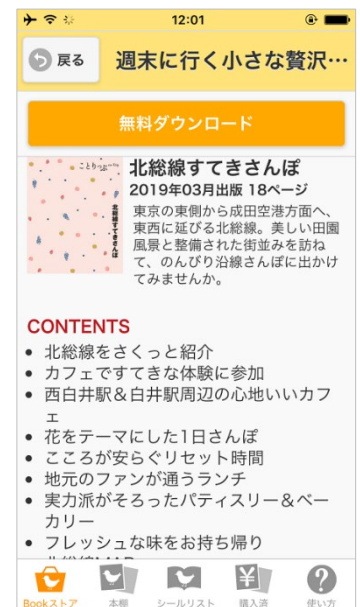 12:01
戻る
週末に行く小さな贅沢…
無料ダウンロード
ことりっぷ
北総線すてきさんぽ
北総線すてきさんぽ
2019年03月出版 18ページ
東京の東側から成田空港方面へ、
東西に延びる北総線。美しい田園
風景と整備された街並みを訪ね
て、のんびり沿線さんぽに出かけ
てみませんか。
CONTENTS
• 北総線をさくっと紹介
• カフェですてきな体験に参加
• 西白井駅&白井駅周辺の心地いいカフ
ェ
• 花をテーマにした1日さんぽ
• こころが安らぐリセット時間
• 地元のファンが通うランチ
• 実力派がそろったパティスリー&ベー
カリー
• フレッシュな味をお持ち帰り
• 北総線MAP
Bookストア
本棚
シールリスト
購入済
使い方